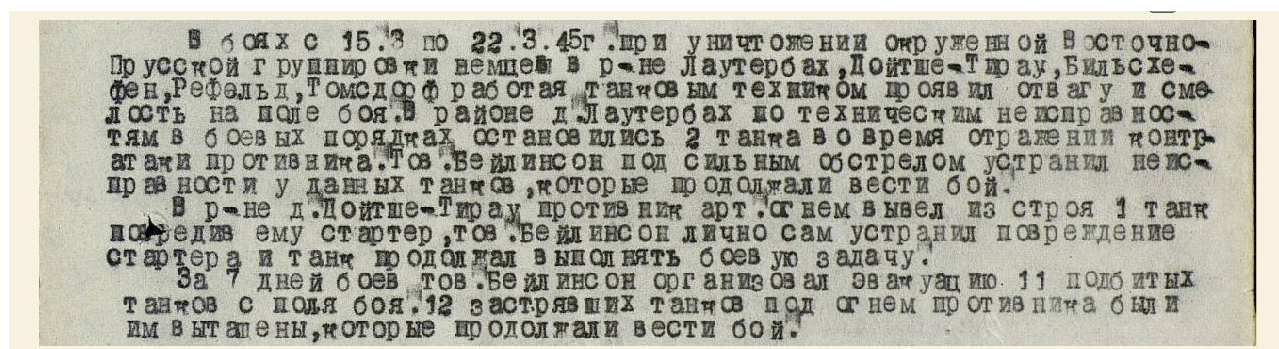 В боях с 15.3 по 22.3.45г.при уничтожении окруженной Восточно-
Прусской группировки немцев в р-не Лаутербах,Дойтше-Тирау,Бильсхе-
фен,Рефельд,Томсдорф работая танковым техником проявил отвагу и сме-
лость на поле боя.В районе д.Лаутербах по техническим неисправнос-
тям в боевых порядках остановились 2 танка во время отражении контр-
атаки противника.Тов.Бейлинсон под сильным обстрелом устранил неис-
правности у данных танков,которые продолжали вести бой.
В р-не д.Дойтше-Тирау противник арт.огнем вывел из строя 1 танк
повредив ему стартер,тов.Бейлинсон лично сам устранил повреждение
стартера и танк продолжал выполнять боевую задачу.
За 7 дней боев тов.Бейлинсон организовал эвакуацию 11 подбитых
танков с поля боя.12 застрявших танков под огнем противника были
им вытащены,которые продолжали вести бой.